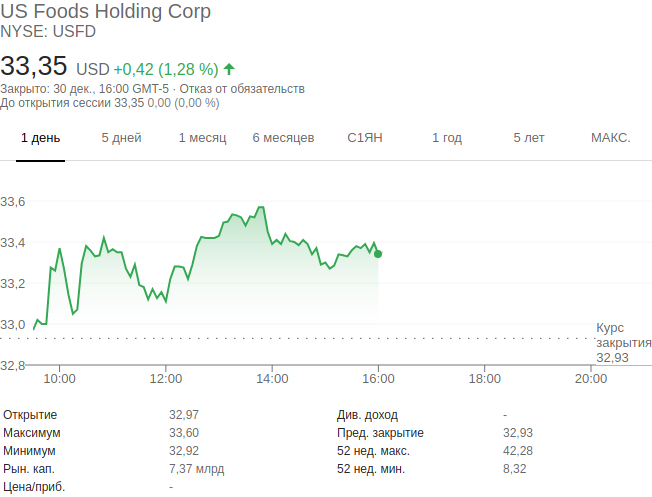 US Foods Holding Corp
NYSE: USFD
33,35 USD +0,42 (1,28 %)
Закрыто: 30 дек., 16:00 GMT-5 · Отказ от обязательств
До открытия сессии 33,35 0,00 (0,00 %)
1 день 5 дней 1 месяц 6 месяцев С1ЯН 1 год 5 лет МАКС.
33,6
33,4
33,2
33,0
Курс
закрытия
32,93
32,8
10:00 12:00 14:00 16:00 18:00 20:00
Открытие 32,97 Див. доход -
Максимум 33,60 Пред. закрытие 32,93
Минимум 32,92 52 нед. макс. 42,28
Рын. кап. 7,37 млрд 52 нед. мин. 8,32
Цена/приб. -